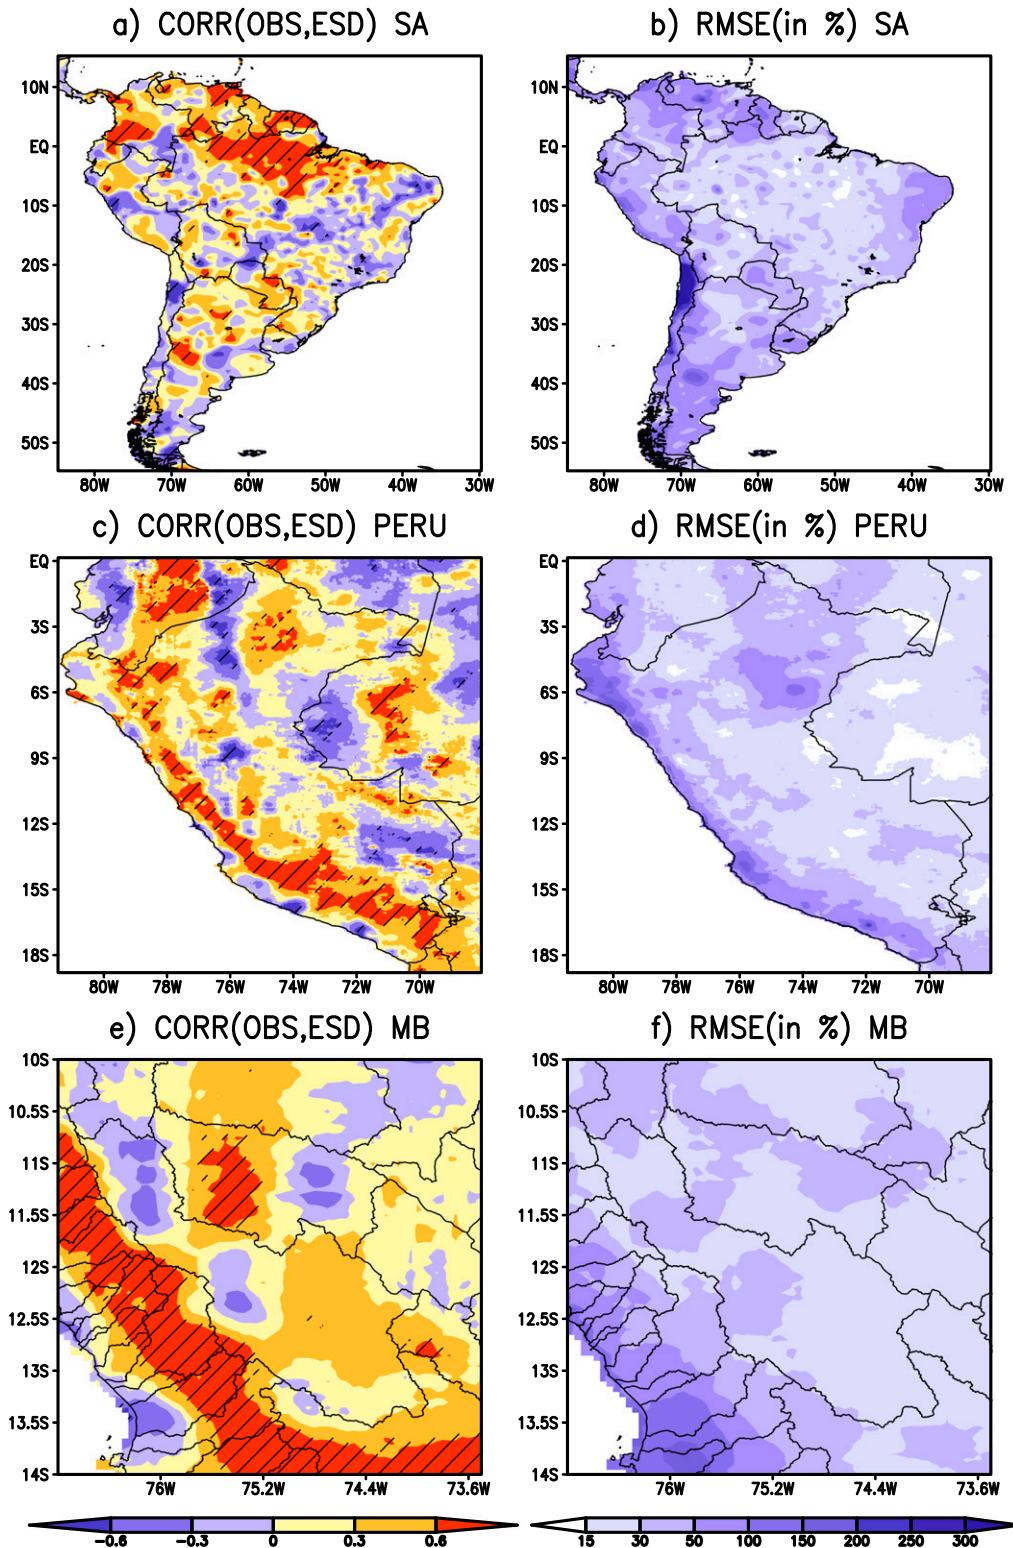 a) CORR(OBS,ESD) SA
b) RMSE(in %) SA
10N
EQ
10S
20S
30S
40S
50S
80W 70W 60W 50W 40W 30W
10N
EQ
10S
20S
30S
40S
50S
80W 70W 60W 50W 40W 30W
c) CORR(OBS,ESD) PERU
d) RMSE(in %) PERU
EQ
3S
6S
9S
12S
15S
18S
80W 78W 76W 74W 72W 70W
EQ
3S
6S
9S
12S
15S
18S
80W 78W 76W 74W 72W 70W
e) CORR(OBS,ESD) MB
f) RMSE(in %) MB
10S
10.5S
11S
11.5S
12S
12.5S
13S
13.5S
14S
76W 75.2W 74.4W 73.6W
10S
10.5S
11S
11.5S
12S
12.5S
13S
13.5S
14S
76W 75.2W 74.4W 73.6W
-0.6 -0.3 0 0.3 0.6
15 30 50 100 150 200 250 300